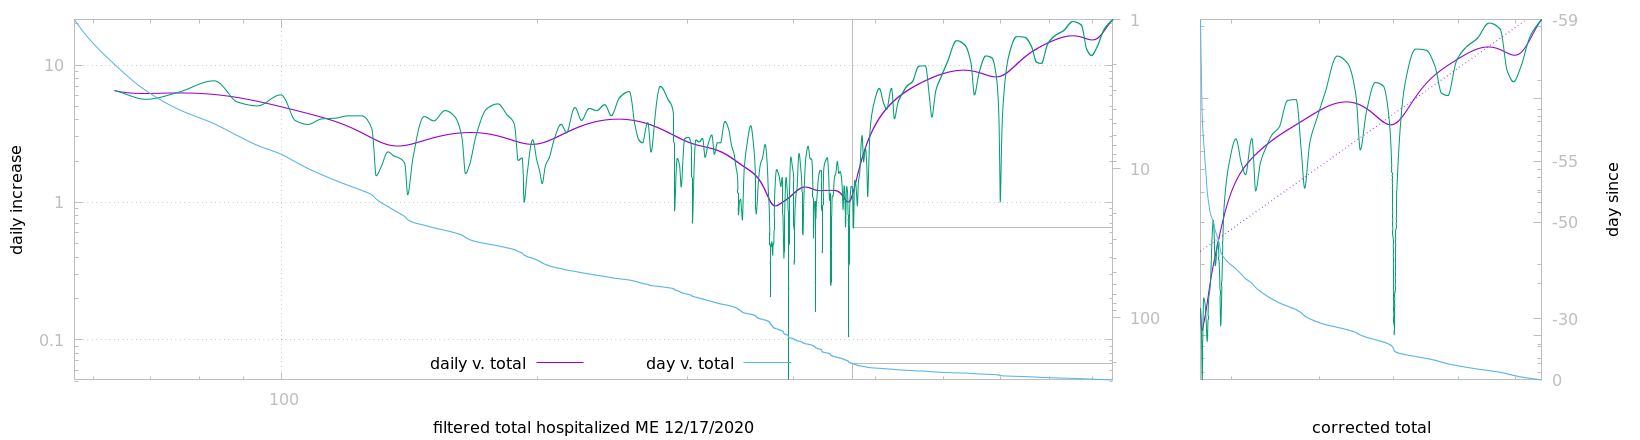 1
-59
10
daily increase
-55
10
day since
1
-50
100
-30
0.1
daily v. total
day v. total
0
100
filtered total hospitalized ME 12/17/2020
corrected total